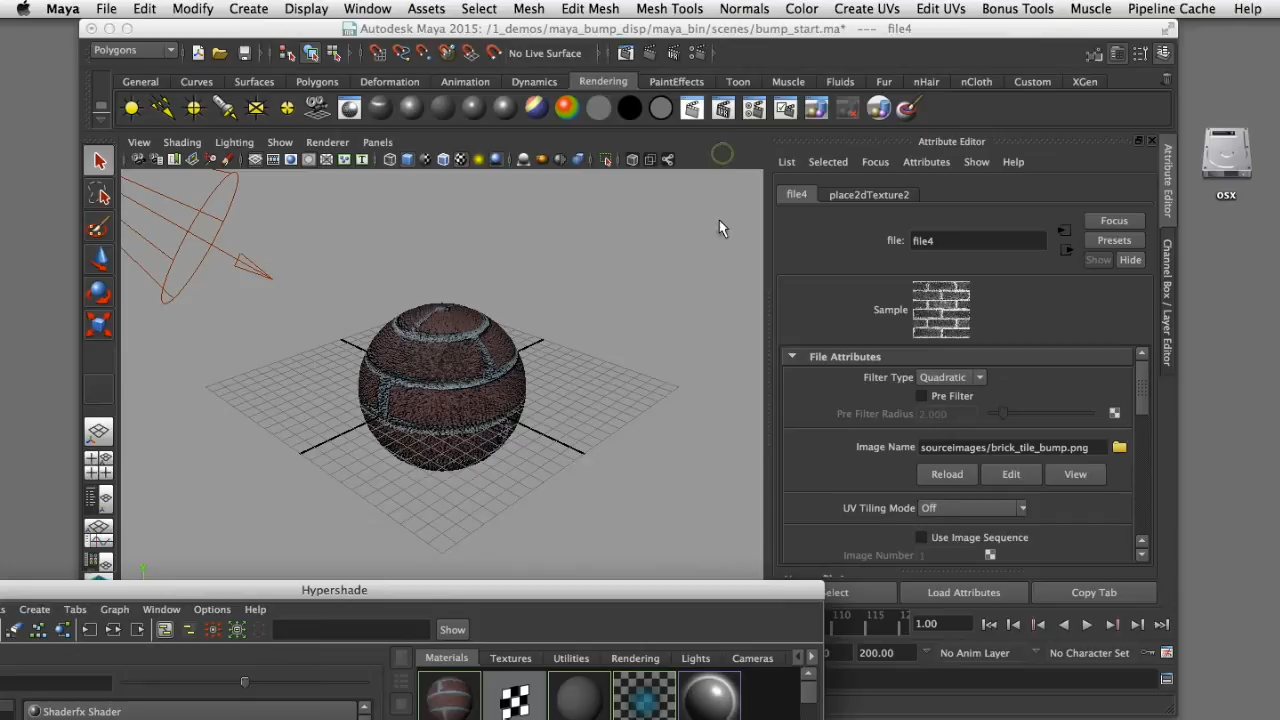 Maya File Edit Modify Create Display Window Assets Select Mesh Edit Mesh Mesh Tools Normals Color Create UVs Edit UVs Bonus Tools Muscle Pipeline Cache Help
Autodesk Maya 2015: /1_demos/maya_bump_disp/maya_bin/scenes/bump_start.ma* --- file4
Polygons
No Live Surface
General Curves Surfaces Polygons Deformation Animation Dynamics Rendering PaintEffects Toon Muscle Fluids Fur nHair nCloth Custom XGen
View Shading Lighting Show Renderer Panels
Attribute Editor
List Selected Focus Attributes Show Help
file4 place2dTexture2
Focus
file: file4
Presets
Show Hide
Sample
File Attributes
Filter Type Quadratic
Pre Filter
Pre Filter Radius 2.000
Image Name sourceimages/brick_tile_bump.png
Reload Edit View
UV Tiling Mode Off
Use Image Sequence
Image Number 1
Select Load Attributes Copy Tab
Attribute Editor
Channel Box / Layer Editor
osx
Hypershade
Create Tabs Graph Window Options Help
Show
110 115 12 1.00
200.00 No Anim Layer No Character Set
Materials Textures Utilities Rendering Lights Cameras
Shaderfx Shader